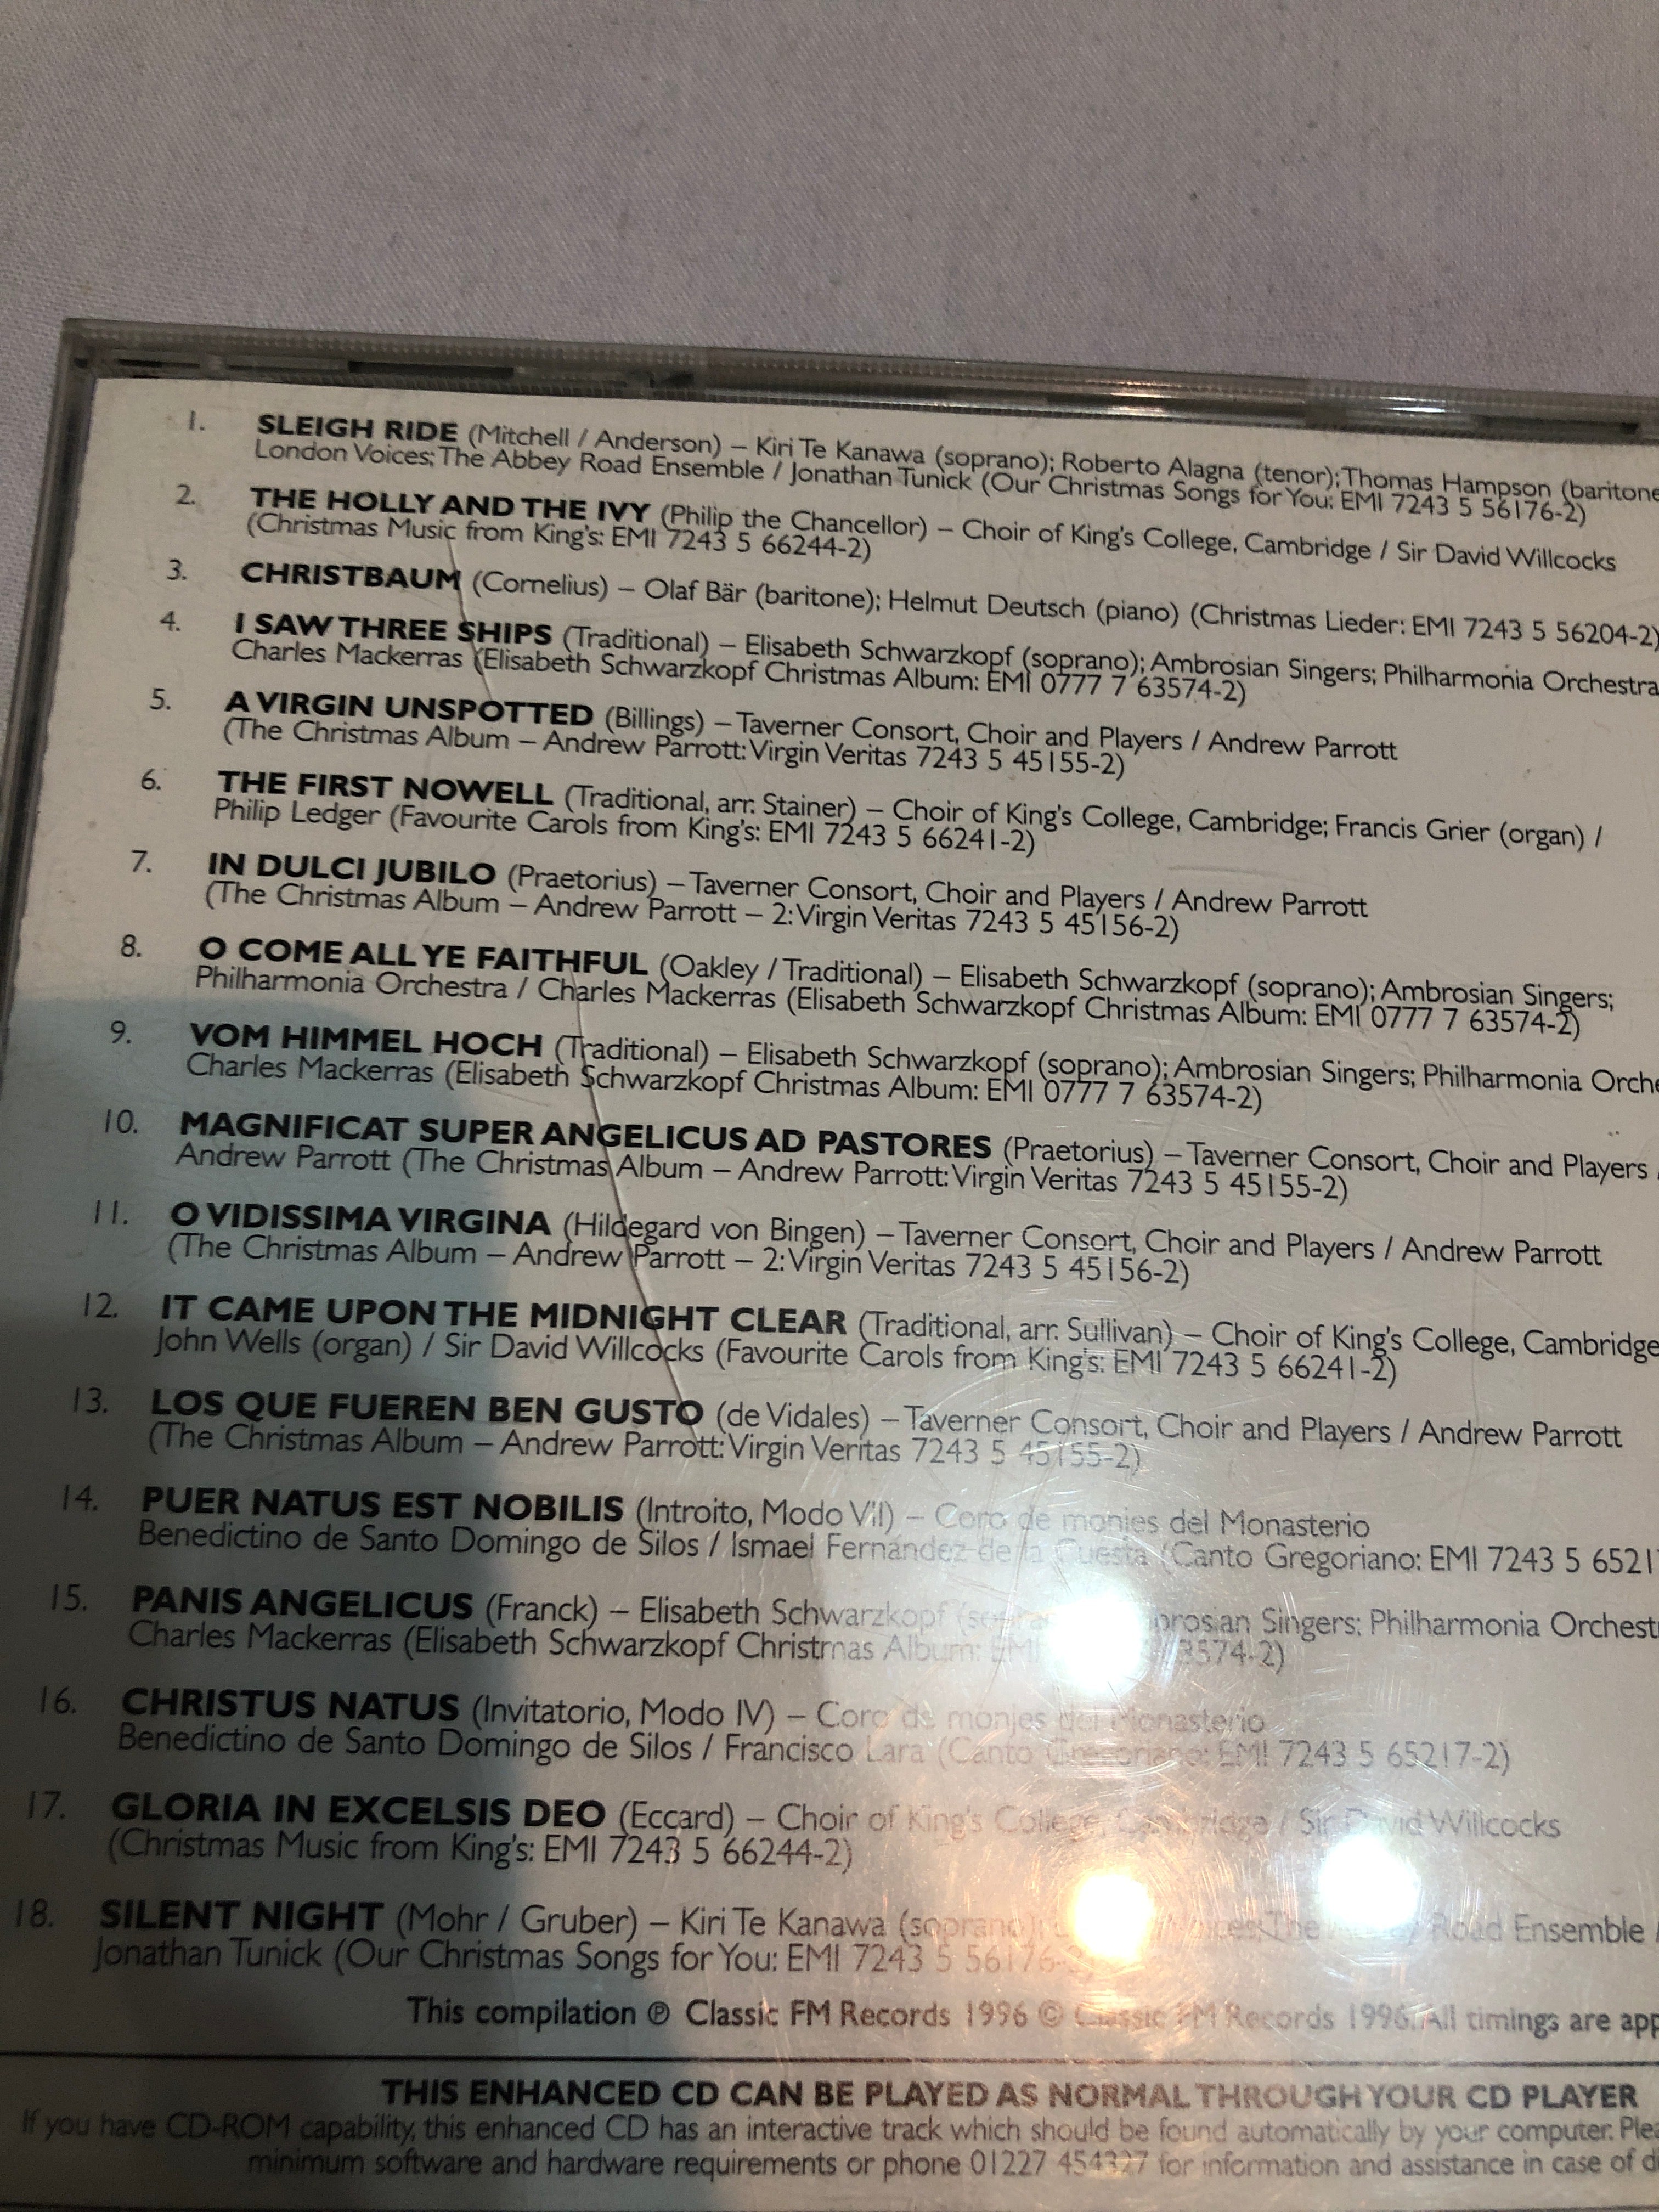 1. SLEIGH RIDE (Mitchell / Anderson) – Kiri Te Kanawa (soprano); Roberto Alagna (tenor); Thomas Hampson (baritone
London Voices; The Abbey Road Ensemble / Jonathan Tunick (Our Christmas Songs for You: EMI 7243 5 56176-2)
2. THE HOLLY AND THE IVY (Philip the Chancellor) – Choir of King's College, Cambridge / Sir David Willcocks
(Christmas Music from King's: EMI 7243 5 66244-2)
3. CHRISTBAUM (Cornelius) – Olaf Bär (baritone); Helmut Deutsch (piano) (Christmas Lieder: EMI 7243 5 56204-2)
4. I SAW THREE SHIPS (Traditional) – Elisabeth Schwarzkopf (soprano); Ambrosian Singers; Philharmonia Orchestra
Charles Mackerras (Elisabeth Schwarzkopf Christmas Album: EMI 0777 7 63574-2)
5. A VIRGIN UNSPOTTED (Billings) – Taverner Consort, Choir and Players / Andrew Parrott
(The Christmas Album – Andrew Parrott: Virgin Veritas 7243 5 45155-2)
6. THE FIRST NOWELL (Traditional, arr. Stainer) – Choir of King's College, Cambridge; Francis Grier (organ) /
Philip Ledger (Favourite Carols from King's: EMI 7243 5 66241-2)
7. IN DULCI JUBILO (Praetorius) – Taverner Consort, Choir and Players / Andrew Parrott
(The Christmas Album – Andrew Parrott – 2: Virgin Veritas 7243 5 45156-2)
8. O COME ALL YE FAITHFUL (Oakley / Traditional) – Elisabeth Schwarzkopf (soprano); Ambrosian Singers;
Philharmonia Orchestra / Charles Mackerras (Elisabeth Schwarzkopf Christmas Album: EMI 0777 7 63574-2)
9. VOM HIMMEL HOCH (Traditional) – Elisabeth Schwarzkopf (soprano); Ambrosian Singers; Philharmonia Orche
Charles Mackerras (Elisabeth Schwarzkopf Christmas Album: EMI 0777 7 63574-2)
10. MAGNIFICAT SUPER ANGELICUS AD PASTORES (Praetorius) – Taverner Consort, Choir and Players /
Andrew Parrott (The Christmas Album – Andrew Parrott: Virgin Veritas 7243 5 45155-2)
11. O VIDISSIMA VIRGINA (Hildegard von Bingen) – Taverner Consort, Choir and Players / Andrew Parrott
(The Christmas Album – Andrew Parrott – 2: Virgin Veritas 7243 5 45156-2)
12. IT CAME UPON THE MIDNIGHT CLEAR (Traditional, arr. Sullivan) – Choir of King's College, Cambridge
John Wells (organ) / Sir David Willcocks (Favourite Carols from King's: EMI 7243 5 66241-2)
13. LOS QUE FUEREN BEN GUSTO (de Vidales) – Taverner Consort, Choir and Players / Andrew Parrott
(The Christmas Album – Andrew Parrott: Virgin Veritas 7243 5 45155-2)
14. PUER NATUS EST NOBILIS (Introito, Modo VII) – Coro de monjes del Monasterio
Benedictino de Santo Domingo de Silos / Ismael Fernández de la Cuesta (Canto Gregoriano: EMI 7243 5 6521
15. PANIS ANGELICUS (Franck) – Elisabeth Schwarzkopf Singers; Philharmonia Orchest
Charles Mackerras (Elisabeth Schwarzkopf Christmas Album: EMI
16. CHRISTUS NATUS (Invitatorio, Modo IV) – Coro de monjes del Monasterio
Benedictino de Santo Domingo de Silos / Francisco Lara (Canto Gregoriano: EMI 7243 5 65217-2)
17. GLORIA IN EXCELSIS DEO (Eccard) – Choir of King's College, Cambridge / Sir David Willcocks
(Christmas Music from King's: EMI 7243 5 66244-2)
18. SILENT NIGHT (Mohr / Gruber) – Kiri Te Kanawa (soprano) The Abbey Road Ensemble /
Jonathan Tunick (Our Christmas Songs for You: EMI 7243 5 56176-2)
This compilation ℗ Classic FM Records 1996 © Classic FM Records 1996. All timings are app
THIS ENHANCED CD CAN BE PLAYED AS NORMAL THROUGH YOUR CD PLAYER
If you have CD-ROM capability, this enhanced CD has an interactive track which should be found automatically by your computer. Plea
minimum software and hardware requirements or phone 01227 454327 for information and assistance in case of di